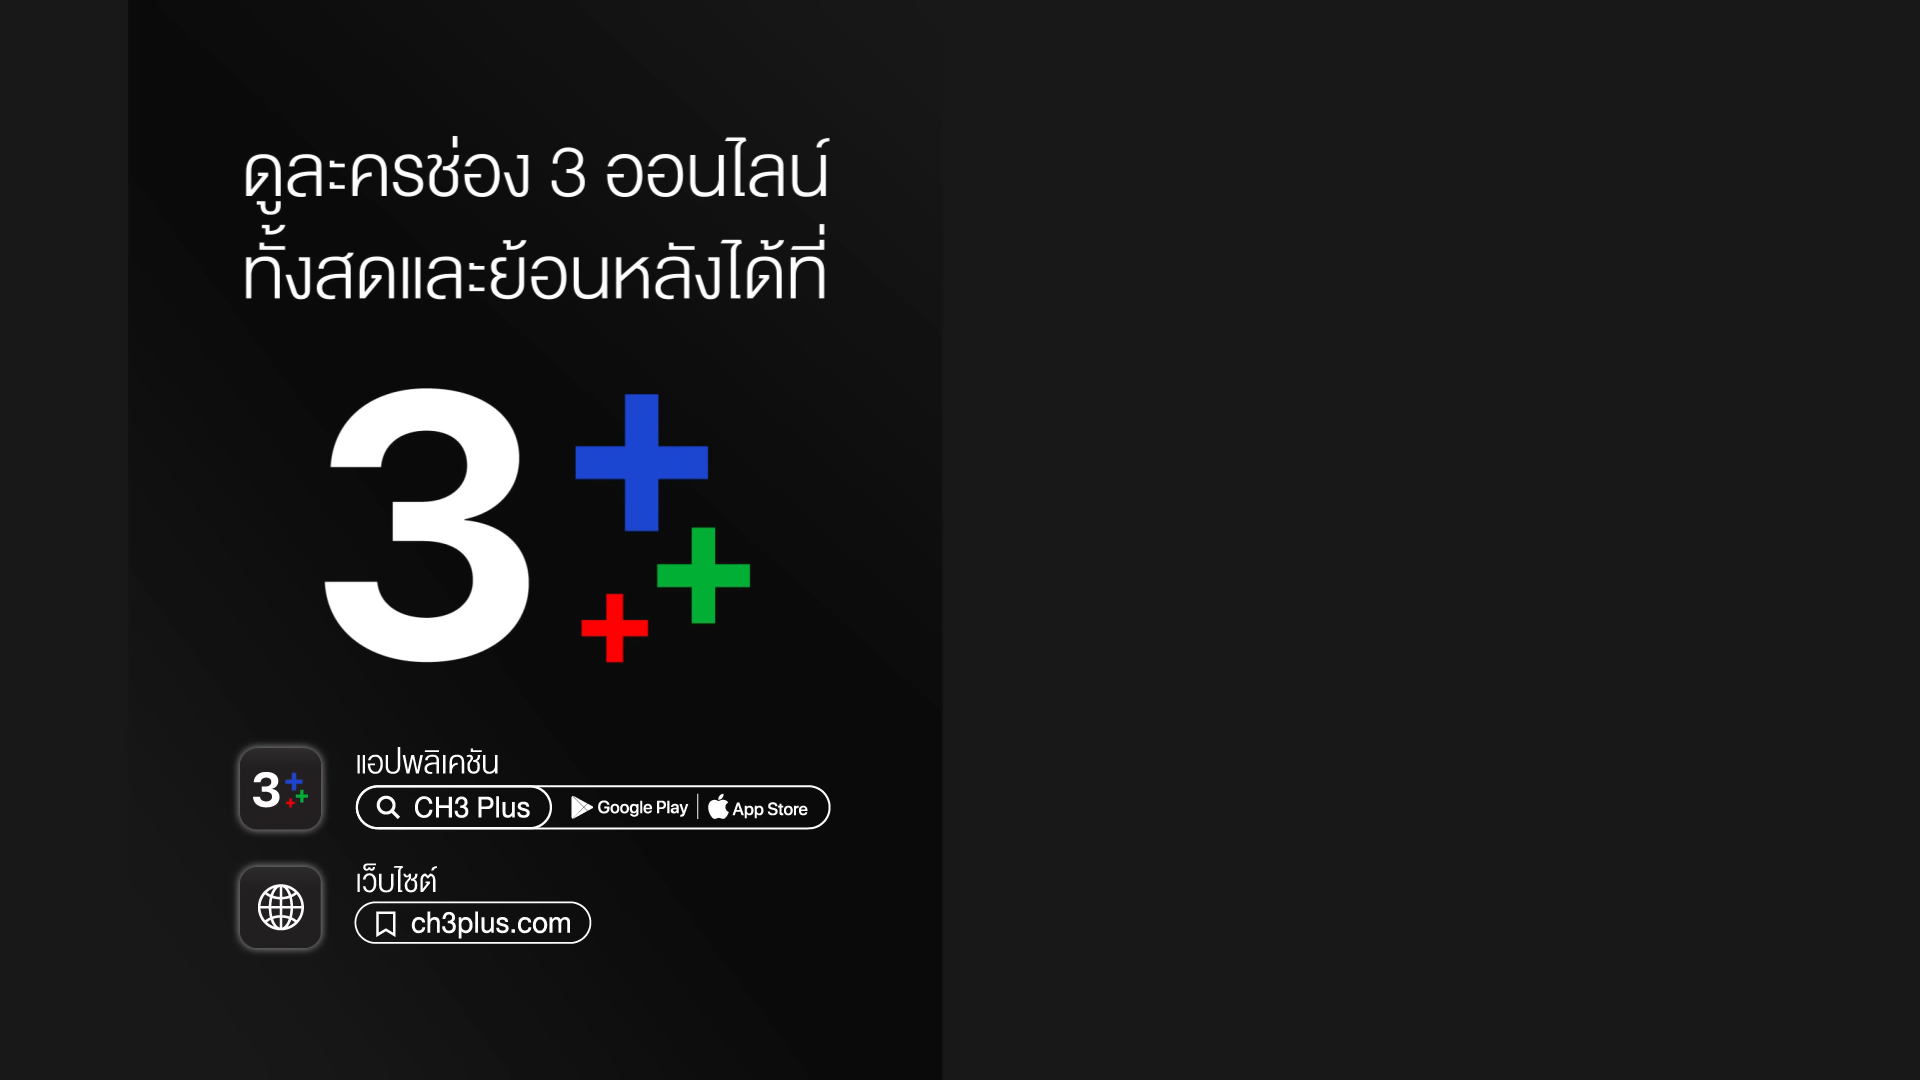 ดูละครช่อง 3 ออนไลน์
ทั้งสดและย้อนหลังได้ที่
3+++
3+++
แอปพลิเคชัน
CH3 Plus Google Play | App Store
เว็บไซต์
ch3plus.com